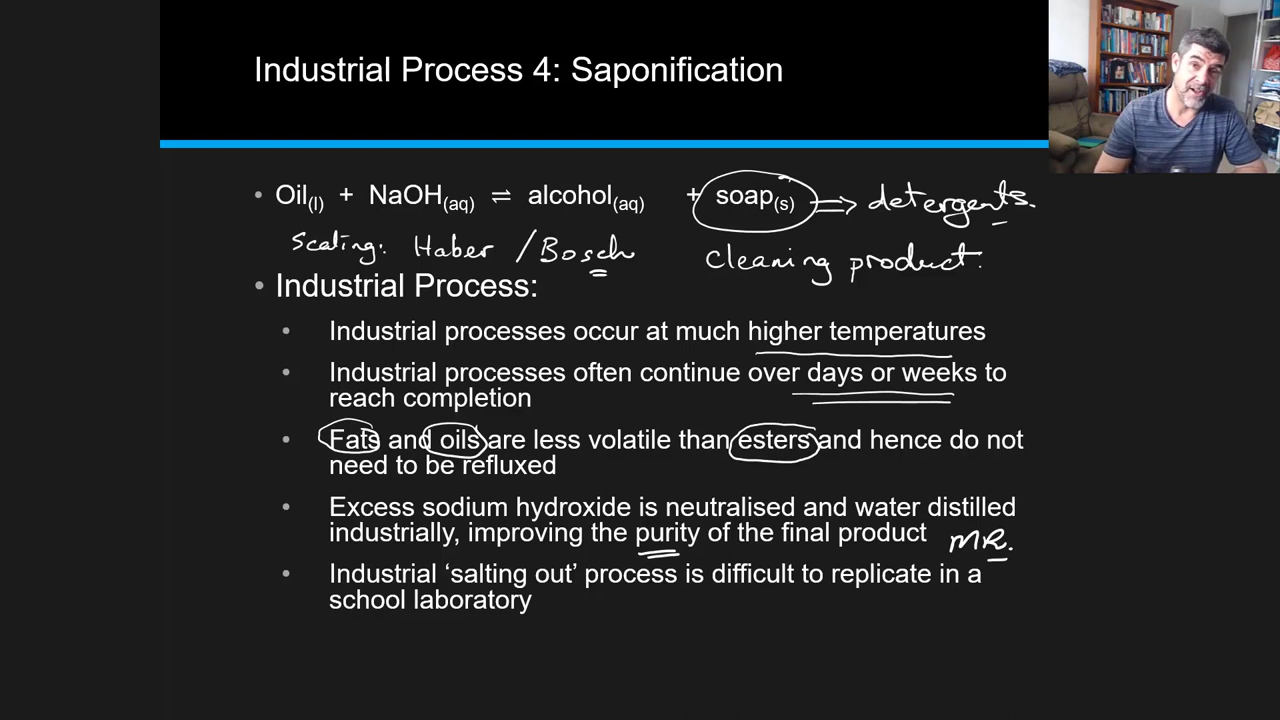 Industrial Process 4: Saponification
• Oil(l) + NaOH(aq) ⇌ alcohol(aq) + soap(s) ⟹ detergents.
Scaling: Haber / Bosch cleaning product.
• Industrial Process:
• Industrial processes occur at much higher temperatures
• Industrial processes often continue over days or weeks to
reach completion
• Fats and oils are less volatile than esters and hence do not
need to be refluxed
• Excess sodium hydroxide is neutralised and water distilled
industrially, improving the purity of the final product MR.
• Industrial ‘salting out’ process is difficult to replicate in a
school laboratory